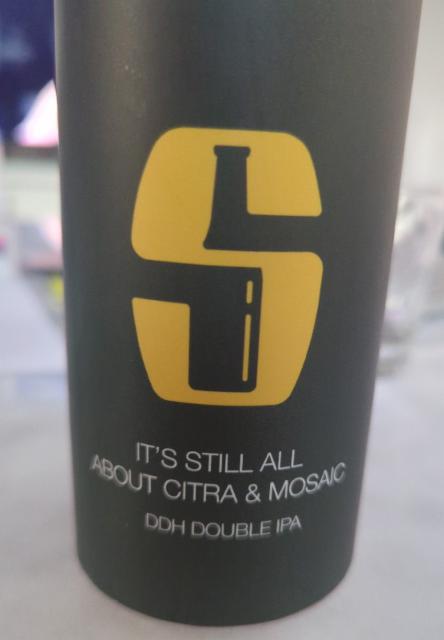 IT'S STILL ALL
ABOUT CITRA & MOSAIC
DDH DOUBLE IPA